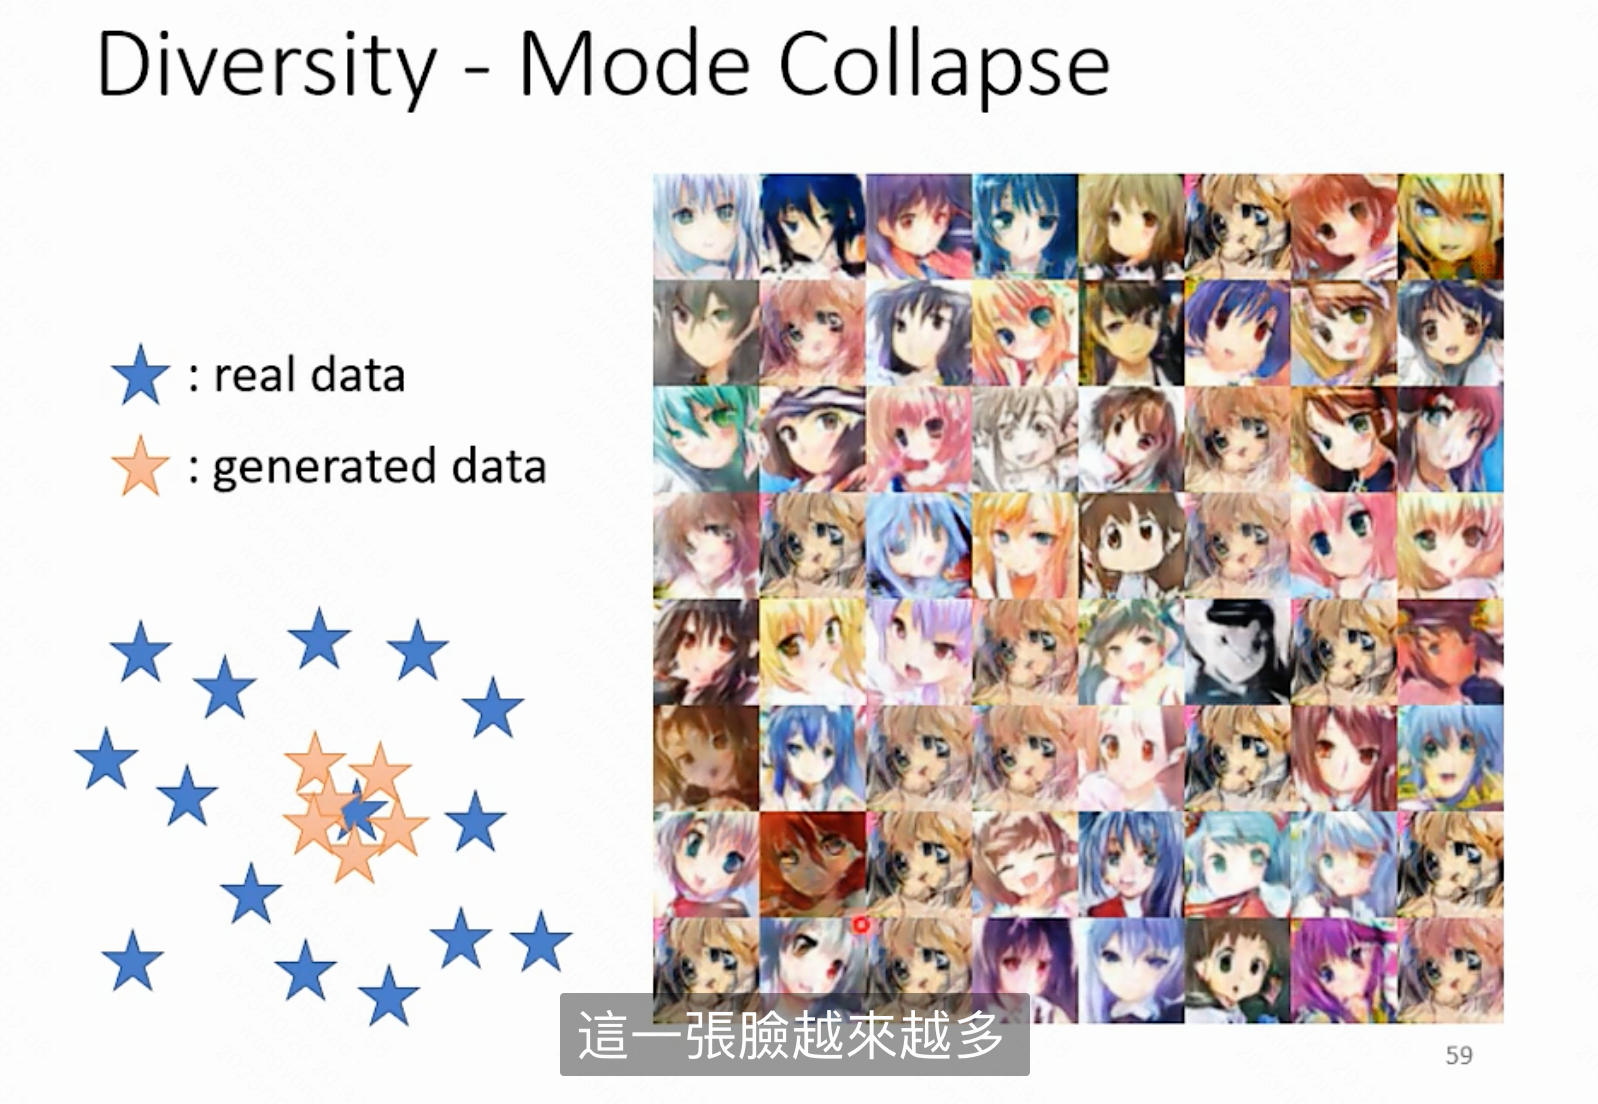 Diversity - Mode Collapse
: real data
: generated data
這一張臉越來越多
59